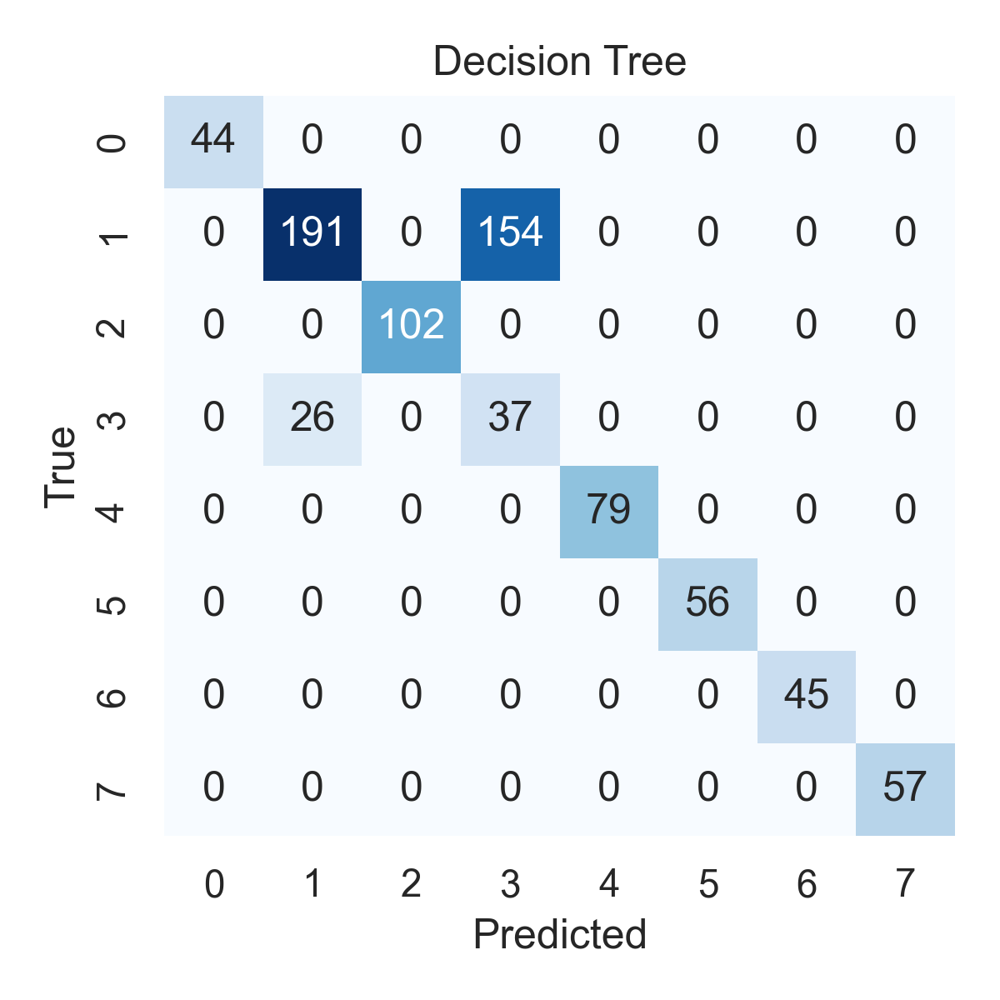 Decision Tree
0 44 0 0 0 0 0 0 0
1 0 191 0 154 0 0 0 0
2 0 0 102 0 0 0 0 0
3 0 26 0 37 0 0 0 0
4 0 0 0 0 79 0 0 0
5 0 0 0 0 0 56 0 0
6 0 0 0 0 0 0 45 0
7 0 0 0 0 0 0 0 57
True
0 1 2 3 4 5 6 7
Predicted